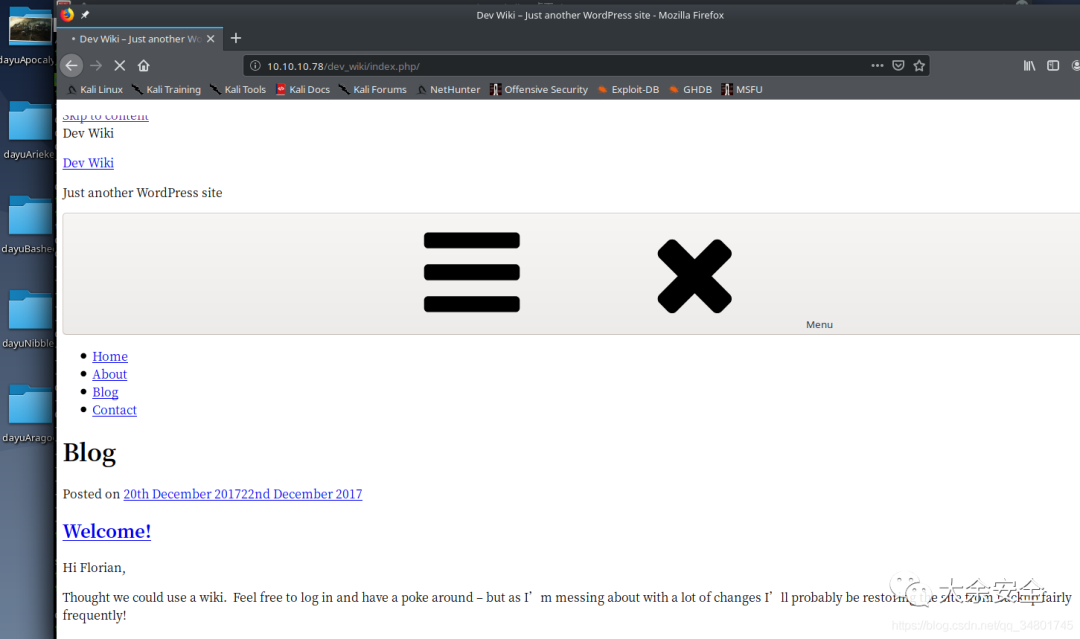 Dev Wiki – Just another WordPress site - Mozilla Firefox
Dev Wiki – Just another Wo
10.10.10.78/dev_wiki/index.php/
Kali Linux Kali Training Kali Tools Kali Docs Kali Forums NetHunter Offensive Security Exploit-DB GHDB MSFU
dayuApocaly
dayuArieke
dayuBashe
dayuNibble
dayuArago
Skip to content
Dev Wiki
Dev Wiki
Just another WordPress site
Menu
Home
About
Blog
Contact
Blog
Posted on 20th December 201722nd December 2017
Welcome!
Hi Florian,
Thought we could use a wiki. Feel free to log in and have a poke around – but as I’m messing about with a lot of changes I’ll probably be restoring the site from backup fairly
frequently!
大余安全
https://blog.csdn.net/qq_34801745